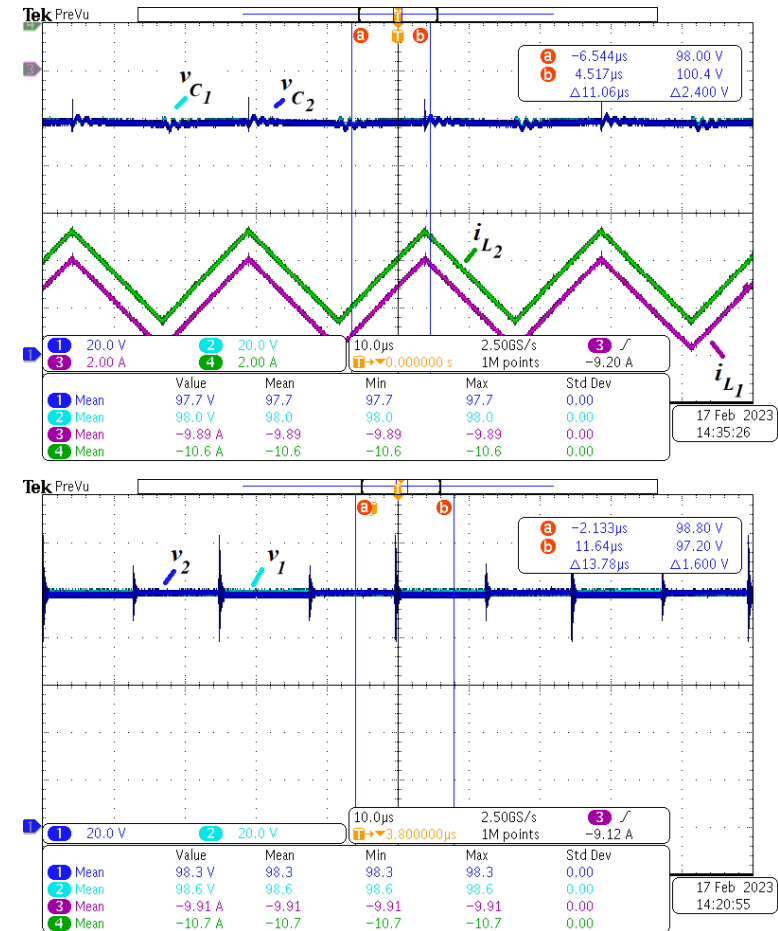 Tek PreVu
4
T
a T b
3
a −6.544µs 98.00 V
b 4.517µs 100.4 V
△11.06µs △2.400 V
vC1 vC2
iL2
1 20.0 V 2 20.0 V
3 2.00 A 4 2.00 A
10.0µs 2.50GS/s 3 ƒ
T→▼0.000000 s 1M points −9.20 A
1
iL1
Value Mean Min Max Std Dev
1 Mean 97.7 V 97.7 97.7 97.7 0.00
2 Mean 98.0 V 98.0 98.0 98.0 0.00
3 Mean −9.89 A −9.89 −9.89 −9.89 0.00
4 Mean −10.6 A −10.6 −10.6 −10.6 0.00
17 Feb 2023
14:35:26
Tek PreVu
T
a b
a −2.133µs 98.80 V
b 11.64µs 97.20 V
△13.78µs △1.600 V
v2 v1
1
1 20.0 V 2 20.0 V
10.0µs 2.50GS/s 3 ƒ
T→▼3.800000µs 1M points −9.12 A
Value Mean Min Max Std Dev
1 Mean 98.3 V 98.3 98.3 98.3 0.00
2 Mean 98.6 V 98.6 98.6 98.6 0.00
3 Mean −9.91 A −9.91 −9.91 −9.91 0.00
4 Mean −10.7 A −10.7 −10.7 −10.7 0.00
17 Feb 2023
14:20:55